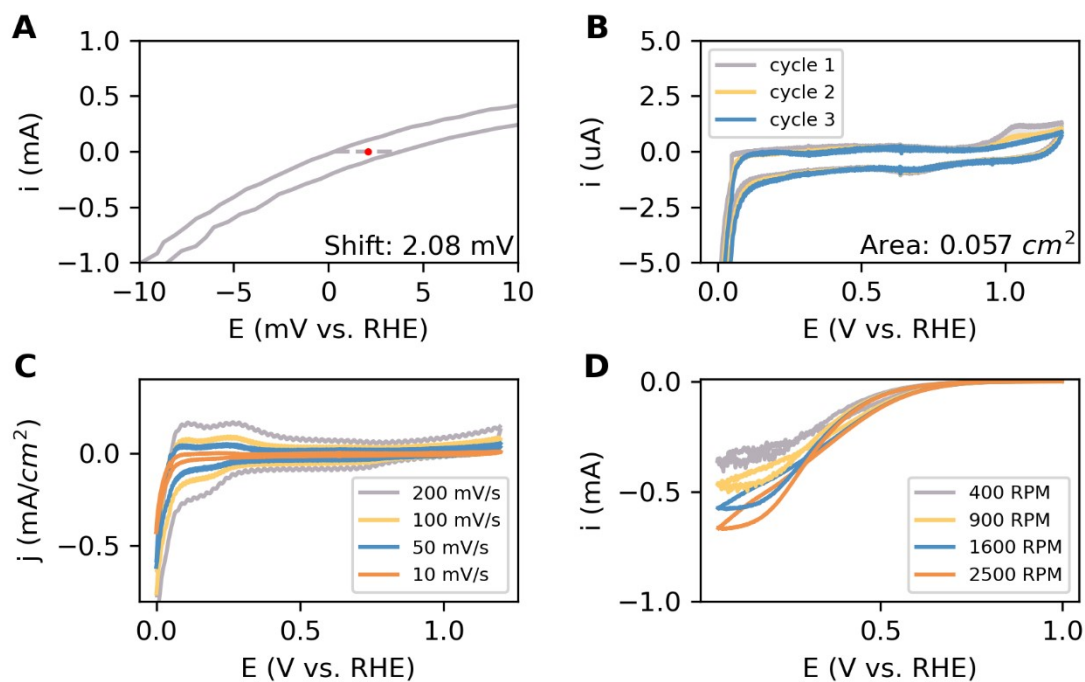 A
1.0
0.5
0.0
−0.5
−1.0
i (mA)
Shift: 2.08 mV
−10
−5
0
5
10
E (mV vs. RHE)
B
5.0
2.5
0.0
−2.5
−5.0
i (uA)
cycle 1
cycle 2
cycle 3
Area: 0.057 cm²
0.0
0.5
1.0
E (V vs. RHE)
C
0.0
−0.5
j (mA/cm²)
200 mV/s
100 mV/s
50 mV/s
10 mV/s
0.0
0.5
1.0
E (V vs. RHE)
D
0.0
−0.5
−1.0
i (mA)
400 RPM
900 RPM
1600 RPM
2500 RPM
0.5
1.0
E (V vs. RHE)